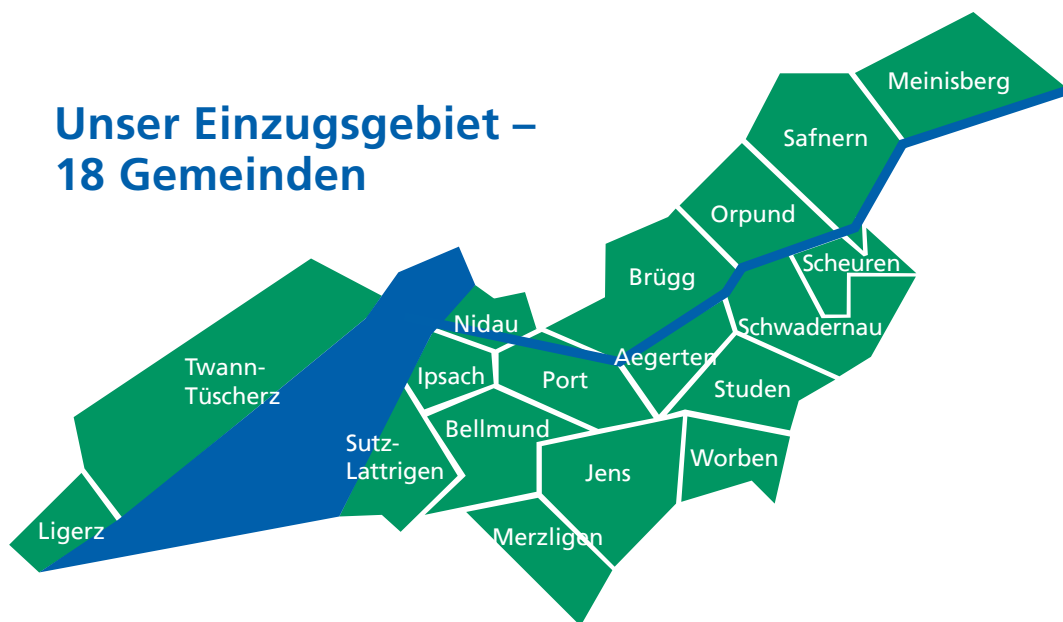 Unser Einzugsgebiet –
18 Gemeinden
Meinisberg
Safnern
Orpund
Scheuren
Brügg
Schwadernau
Nidau
Aegerten
Twann-
Tüscherz
Ipsach
Port
Studen
Bellmund
Sutz-
Lattrigen
Jens
Worben
Ligerz
Merzligen